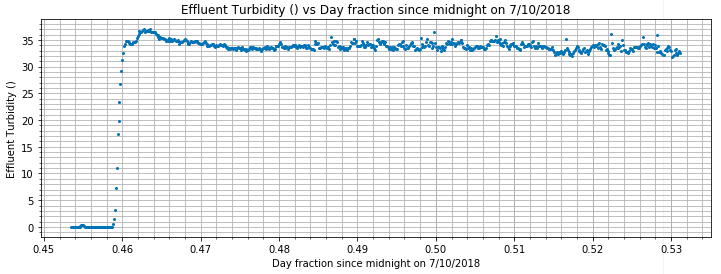 Effluent Turbidity () vs Day fraction since midnight on 7/10/2018
Effluent Turbidity ()
35
30
25
20
15
10
5
0
0.45 0.46 0.47 0.48 0.49 0.50 0.51 0.52 0.53
Day fraction since midnight on 7/10/2018